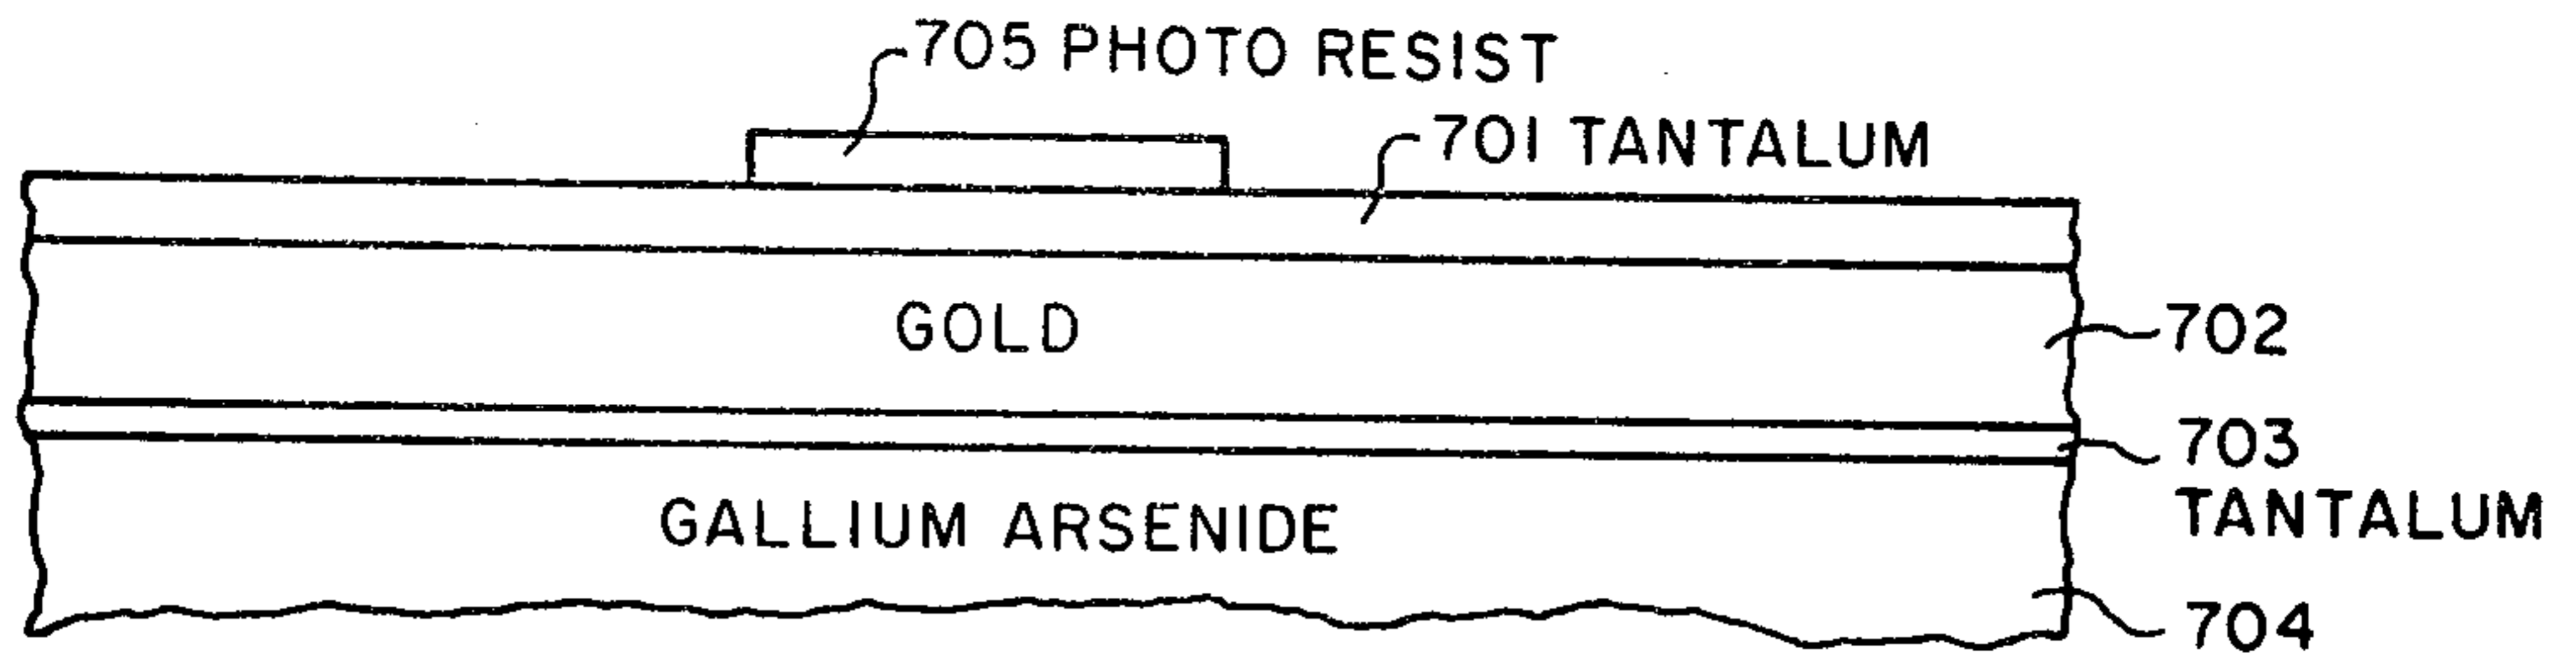 705 PHOTO RESIST
701 TANTALUM
GOLD
702
703
TANTALUM
GALLIUM ARSENIDE
704